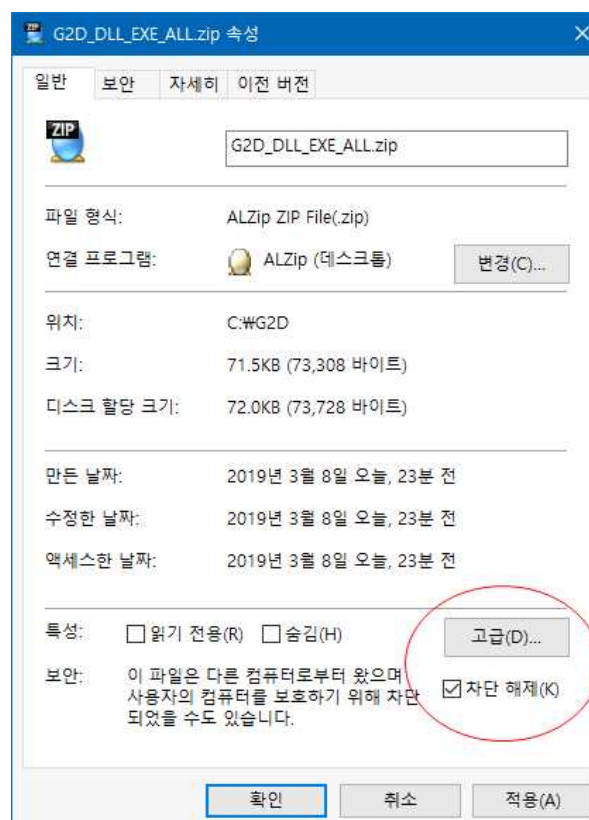 G2D_DLL_EXE_ALL.zip 속성
일반 보안 자세히 이전 버전
ZIP
G2D_DLL_EXE_ALL.zip
파일 형식: ALZip ZIP File(.zip)
연결 프로그램: ALZip (데스크톱) 변경(C)...
위치: C:₩G2D
크기: 71.5KB (73,308 바이트)
디스크 할당 크기: 72.0KB (73,728 바이트)
만든 날짜: 2019년 3월 8일 오늘, 23분 전
수정한 날짜: 2019년 3월 8일 오늘, 23분 전
액세스한 날짜: 2019년 3월 8일 오늘, 23분 전
특성: 읽기 전용(R) 숨김(H) 고급(D)...
보안: 이 파일은 다른 컴퓨터로부터 왔으며
사용자의 컴퓨터를 보호하기 위해 차단 차단 해제(K)
되었을 수도 있습니다.
확인 취소 적용(A)